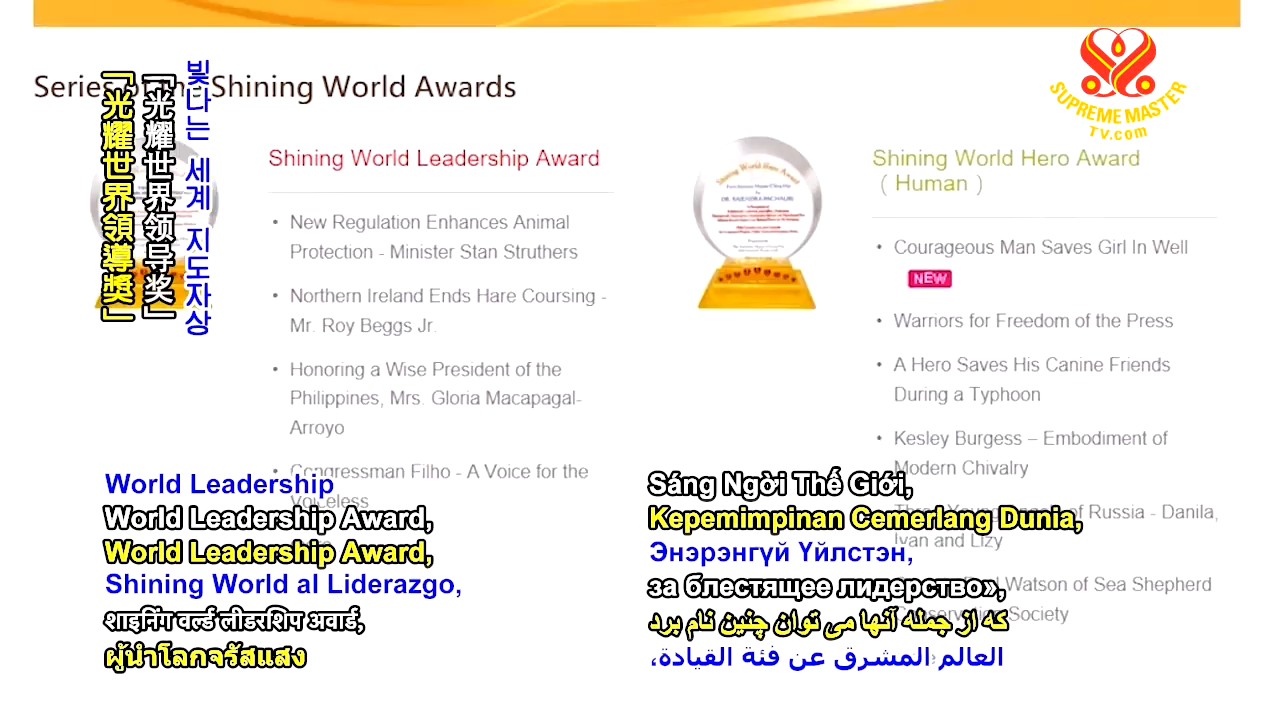 Series of the Shining World Awards
SUPREME MASTER
TV.com
빛나는 세계 지도자상
「光耀世界领导奖」
「光耀世界領導獎」
Shining World Leadership Award
• New Regulation Enhances Animal
Protection - Minister Stan Struthers
• Northern Ireland Ends Hare Coursing -
Mr. Roy Beggs Jr.
• Honoring a Wise President of the
Philippines, Mrs. Gloria Macapagal-
Arroyo
• Congressman Filho - A Voice for the
Voiceless
Shining World Hero Award
( Human )
• Courageous Man Saves Girl In Well
NEW
• Warriors for Freedom of the Press
• A Hero Saves His Canine Friends
During a Typhoon
• Kesley Burgess – Embodiment of
Modern Chivalry
of Russia - Danila,
Ivan and Lizy
Watson of Sea Shepherd
Conservation Society
Shining World Hero Award
World Leadership
World Leadership Award,
World Leadership Award,
Shining World al Liderazgo,
शाइनिंग वर्ल्ड लीडरशिप अवार्ड,
ผู้นำโลกจรัสแสง
Sáng Ngời Thế Giới,
Kepemimpinan Cemerlang Dunia,
Энэрэнгүй Үйлстэн,
за блестящее лидерство»,
که از جمله آنها می توان چنین نام برد
العالم المشرق عن فئة القيادة،